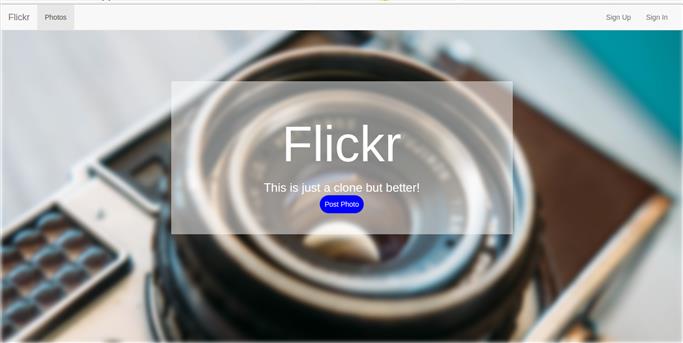 Flickr Photos Sign Up Sign In
Flickr
This is just a clone but better!
Post Photo